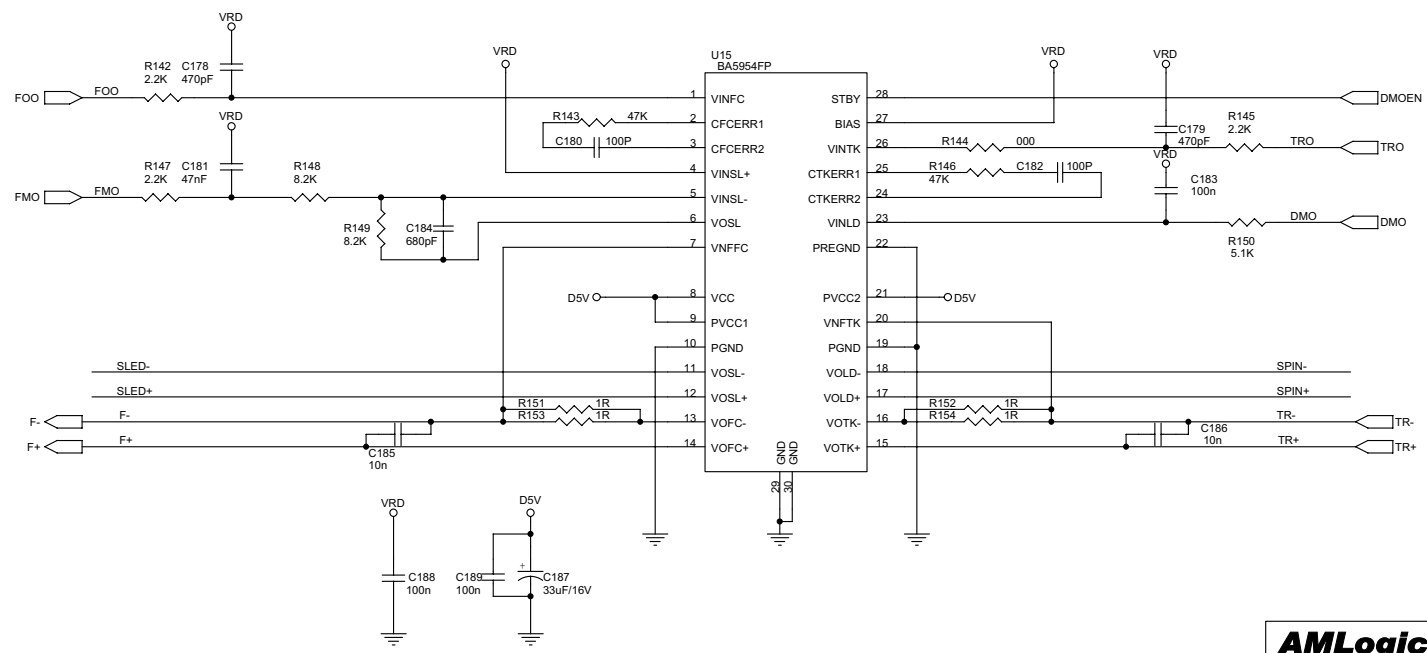 VRD
R142
2.2K
C178
470pF
FOO
FOO
VRD
R147
2.2K
C181
47nF
R148
8.2K
FMO
FMO
R149
8.2K
C184
680pF
VRD
R143
47K
C180
100P
D5V
SLED-
SLED+
F-
F-
F+
F+
R151
1R
R153
1R
C185
10n
U15
BA5954FP
1 VINFC
2 CFCERR1
3 CFCERR2
4 VINSL+
5 VINSL-
6 VOSL
7 VNFFC
8 VCC
9 PVCC1
10 PGND
11 VOSL-
12 VOSL+
13 VOFC-
14 VOFC+
STBY 28
BIAS 27
VINTK 26
CTKERR1 25
CTKERR2 24
VINLD 23
PREGND 22
PVCC2 21
VNFTK 20
PGND 19
VOLD- 18
VOLD+ 17
VOTK- 16
VOTK+ 15
GND
GND
29
30
VRD
VRD
R144
000
C179
470pF
R145
2.2K
DMOEN
TRO
TRO
R146
47K
C182
100P
VRD
C183
100n
R150
5.1K
DMO
DMO
D5V
SPIN-
SPIN+
R152
1R
R154
1R
TR-
TR-
TR+
TR+
C186
10n
VRD
C188
100n
D5V
C189
100n
+
C187
33uF/16V
AMLogic